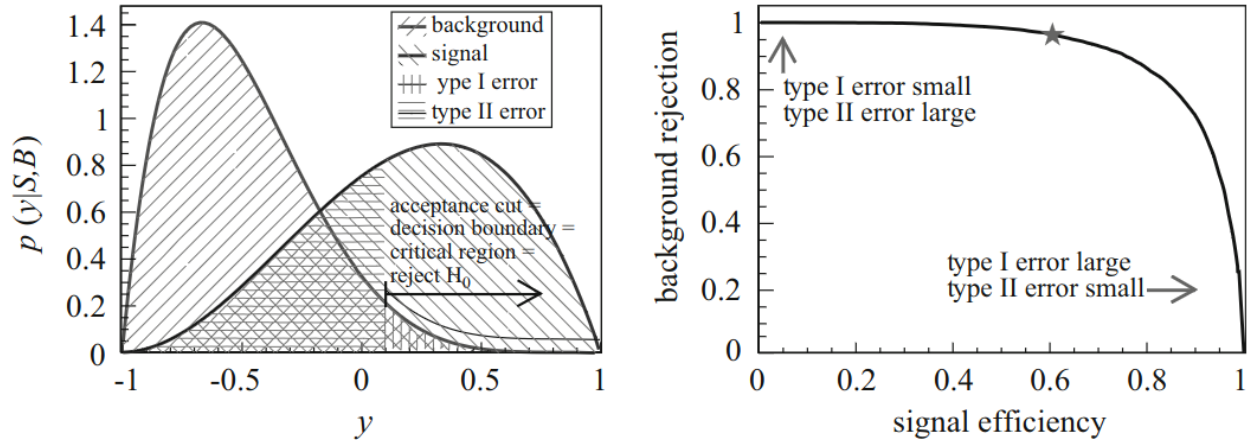 1.4
1.2
1
0.8
0.6
0.4
0.2
0
p (y|S,B)
background
signal
ype I error
type II error
acceptance cut =
decision boundary =
critical region =
reject H₀
-1
-0.5
0
0.5
1
y
1
0.8
0.6
0.4
0.2
0
background rejection
type I error small
type II error large
type I error large
type II error small
0
0.2
0.4
0.6
0.8
1
signal efficiency